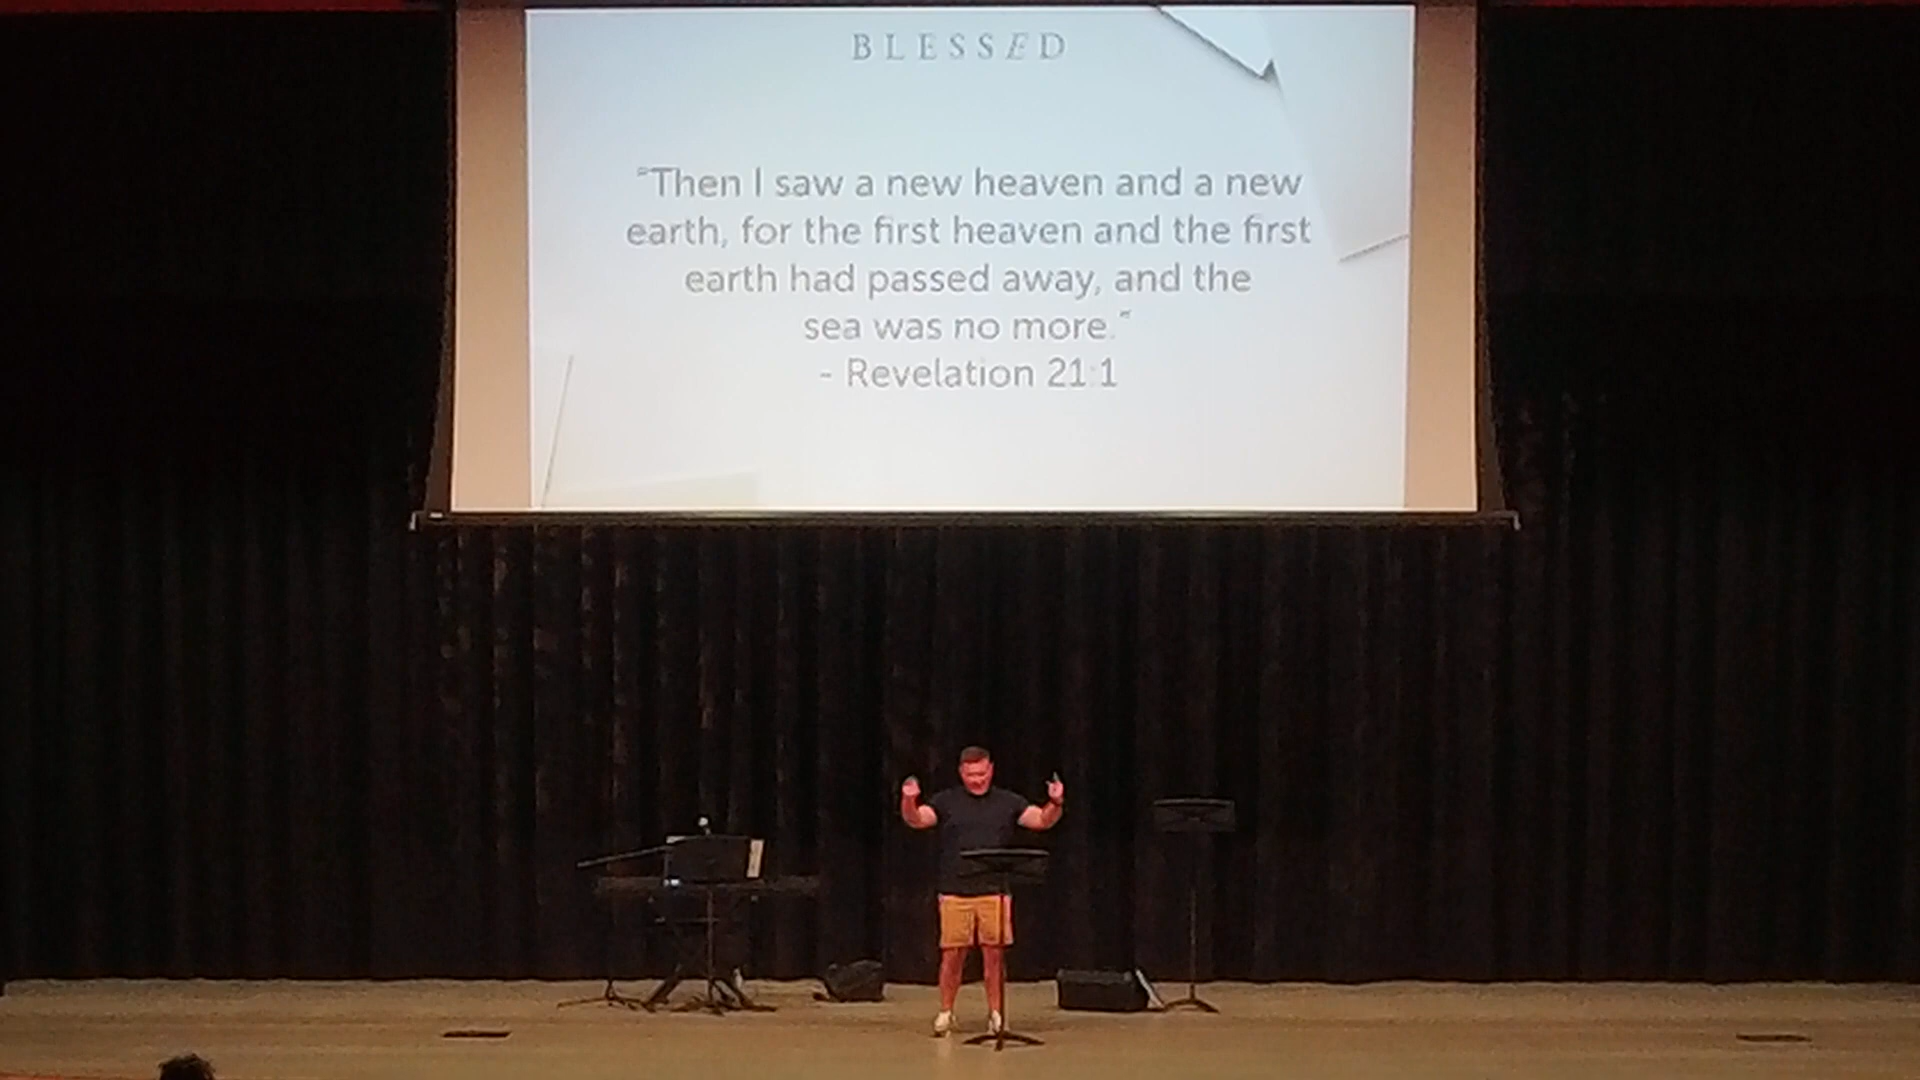 BLESSED
"Then I saw a new heaven and a new
earth, for the first heaven and the first
earth had passed away, and the
sea was no more."
- Revelation 21:1